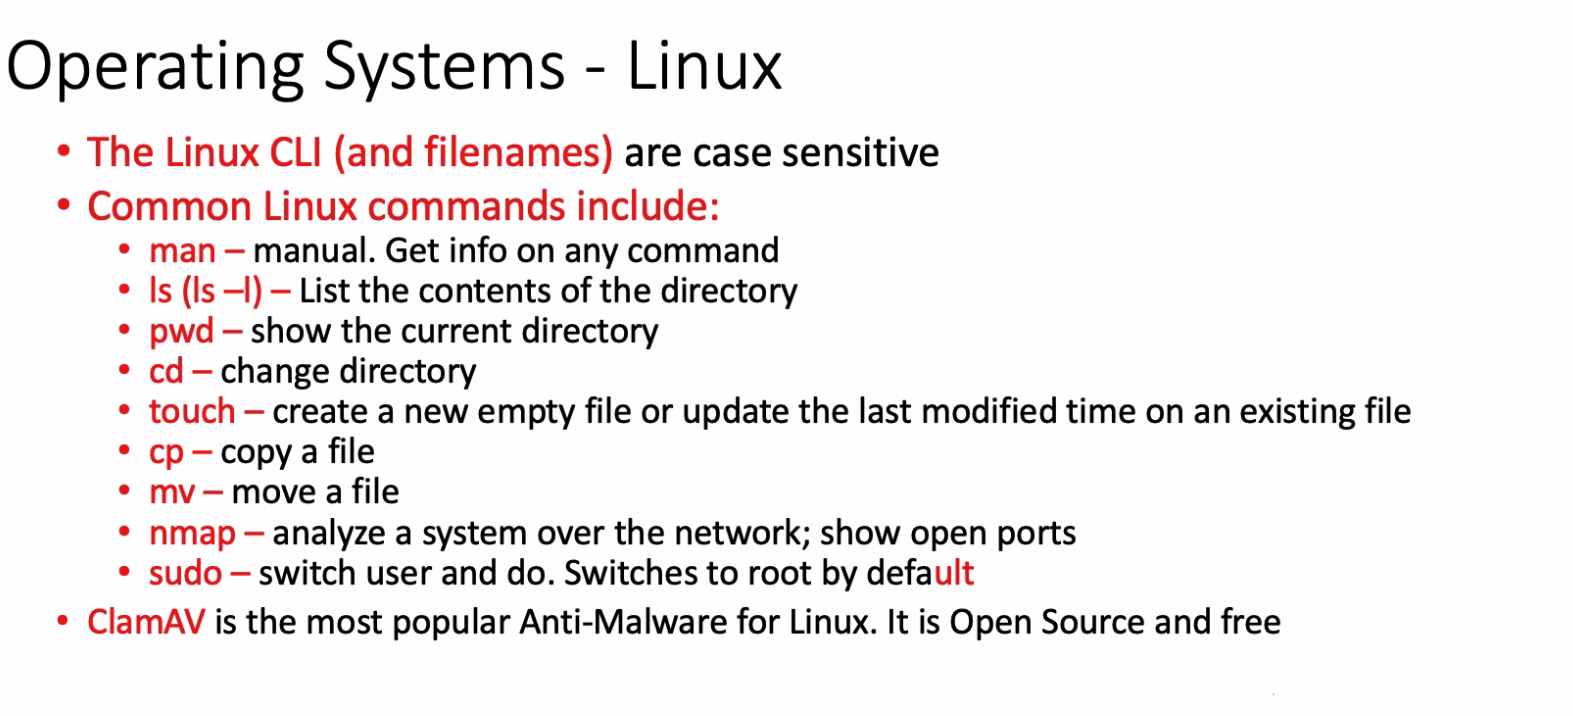 Operating Systems - Linux
• The Linux CLI (and filenames) are case sensitive
• Common Linux commands include:
• man – manual. Get info on any command
• ls (ls –l) – List the contents of the directory
• pwd – show the current directory
• cd – change directory
• touch – create a new empty file or update the last modified time on an existing file
• cp – copy a file
• mv – move a file
• nmap – analyze a system over the network; show open ports
• sudo – switch user and do. Switches to root by default
• ClamAV is the most popular Anti-Malware for Linux. It is Open Source and free